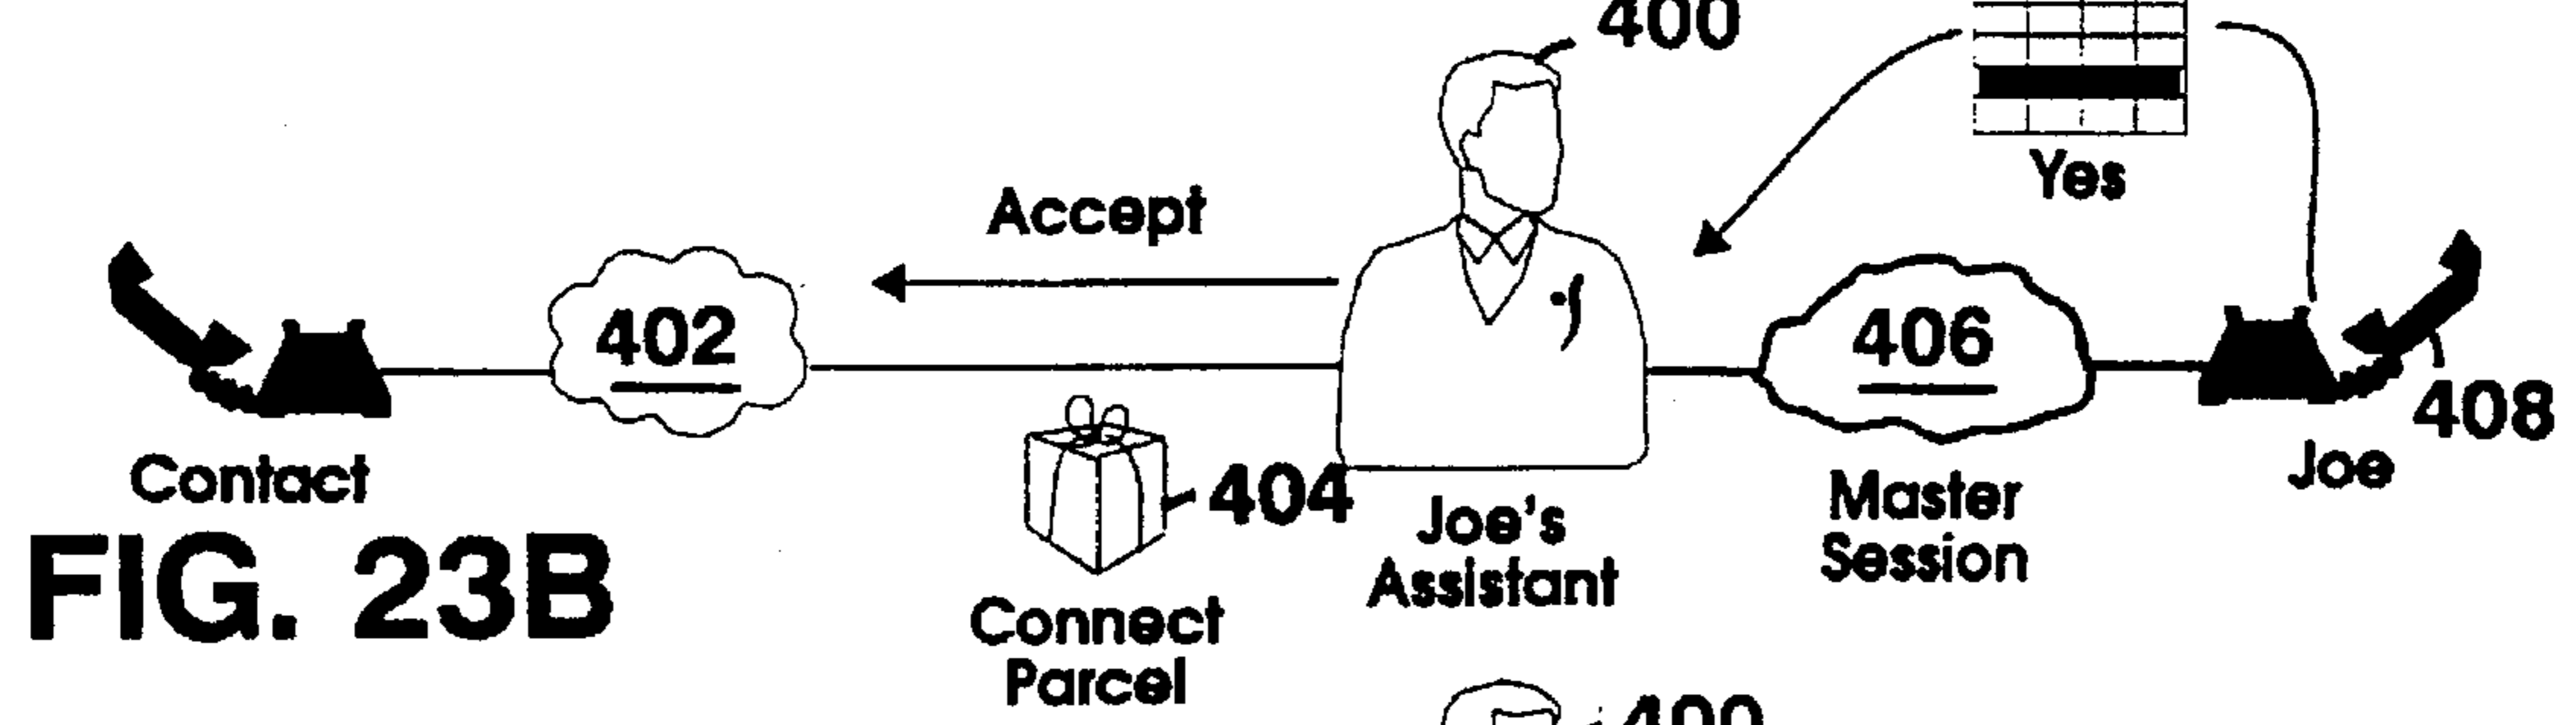 400
Yes
Accept
402
406
408
Contact
404
Joe's
Assistant
Master
Session
Joe
FIG. 23B
Connect
Parcel
400